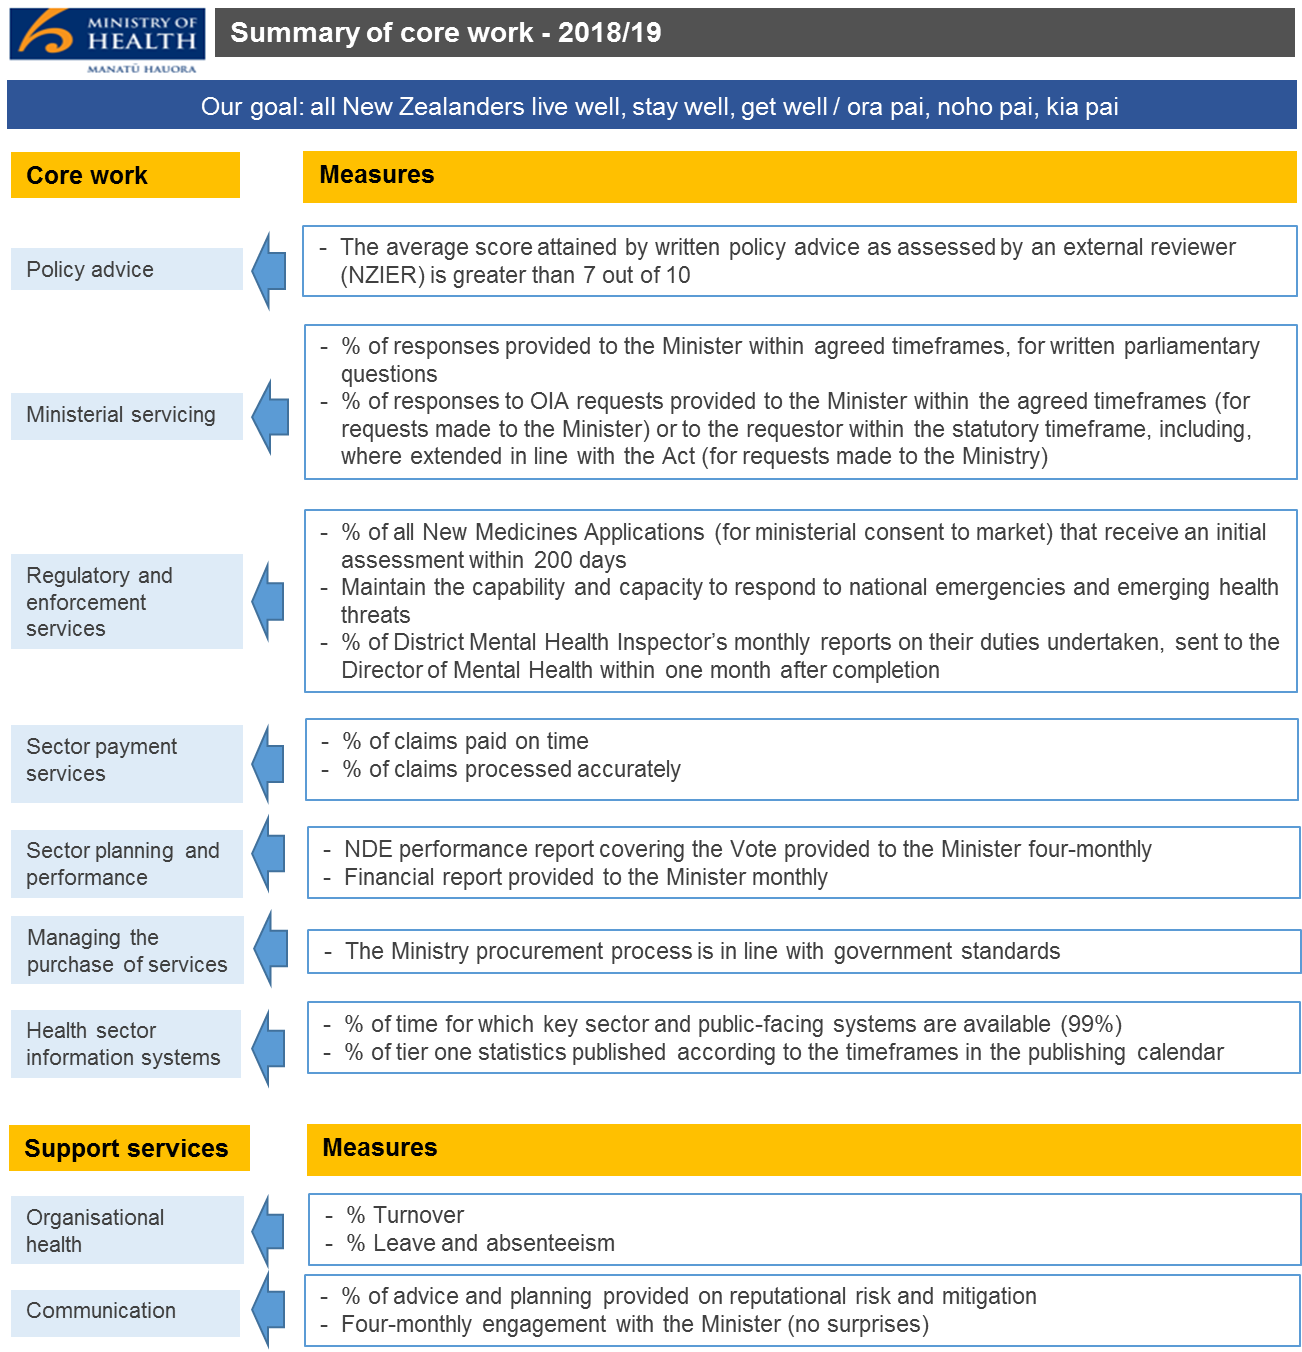 MINISTRY OF
HEALTH
MANATŪ HAUORA
Summary of core work - 2018/19
Our goal: all New Zealanders live well, stay well, get well / ora pai, noho pai, kia pai
Core work
Measures
Policy advice
- The average score attained by written policy advice as assessed by an external reviewer
(NZIER) is greater than 7 out of 10
Ministerial servicing
- % of responses provided to the Minister within agreed timeframes, for written parliamentary
questions
- % of responses to OIA requests provided to the Minister within the agreed timeframes (for
requests made to the Minister) or to the requestor within the statutory timeframe, including,
where extended in line with the Act (for requests made to the Ministry)
Regulatory and
enforcement
services
- % of all New Medicines Applications (for ministerial consent to market) that receive an initial
assessment within 200 days
- Maintain the capability and capacity to respond to national emergencies and emerging health
threats
- % of District Mental Health Inspector’s monthly reports on their duties undertaken, sent to the
Director of Mental Health within one month after completion
Sector payment
services
- % of claims paid on time
- % of claims processed accurately
Sector planning and
performance
- NDE performance report covering the Vote provided to the Minister four-monthly
- Financial report provided to the Minister monthly
Managing the
purchase of services
- The Ministry procurement process is in line with government standards
Health sector
information systems
- % of time for which key sector and public-facing systems are available (99%)
- % of tier one statistics published according to the timeframes in the publishing calendar
Support services
Measures
Organisational
health
- % Turnover
- % Leave and absenteeism
Communication
- % of advice and planning provided on reputational risk and mitigation
- Four-monthly engagement with the Minister (no surprises)